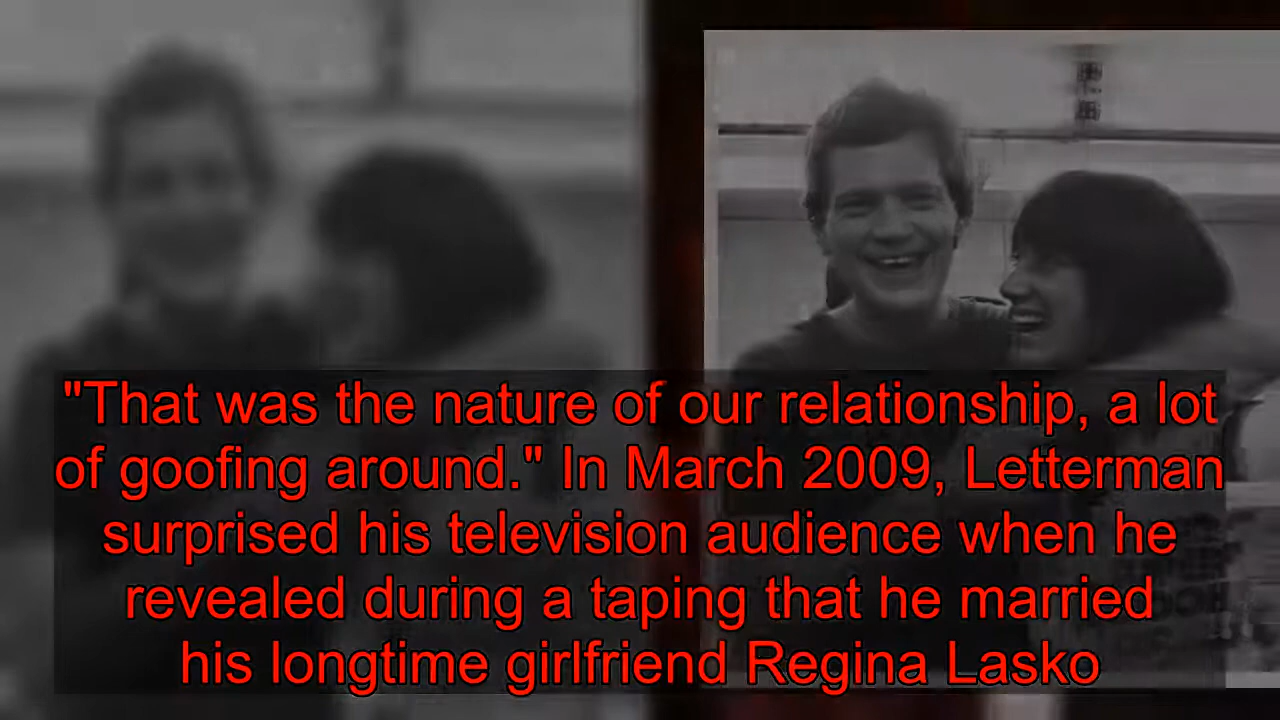 "That was the nature of our relationship, a lot
of goofing around." In March 2009, Letterman
surprised his television audience when he
revealed during a taping that he married
his longtime girlfriend Regina Lasko